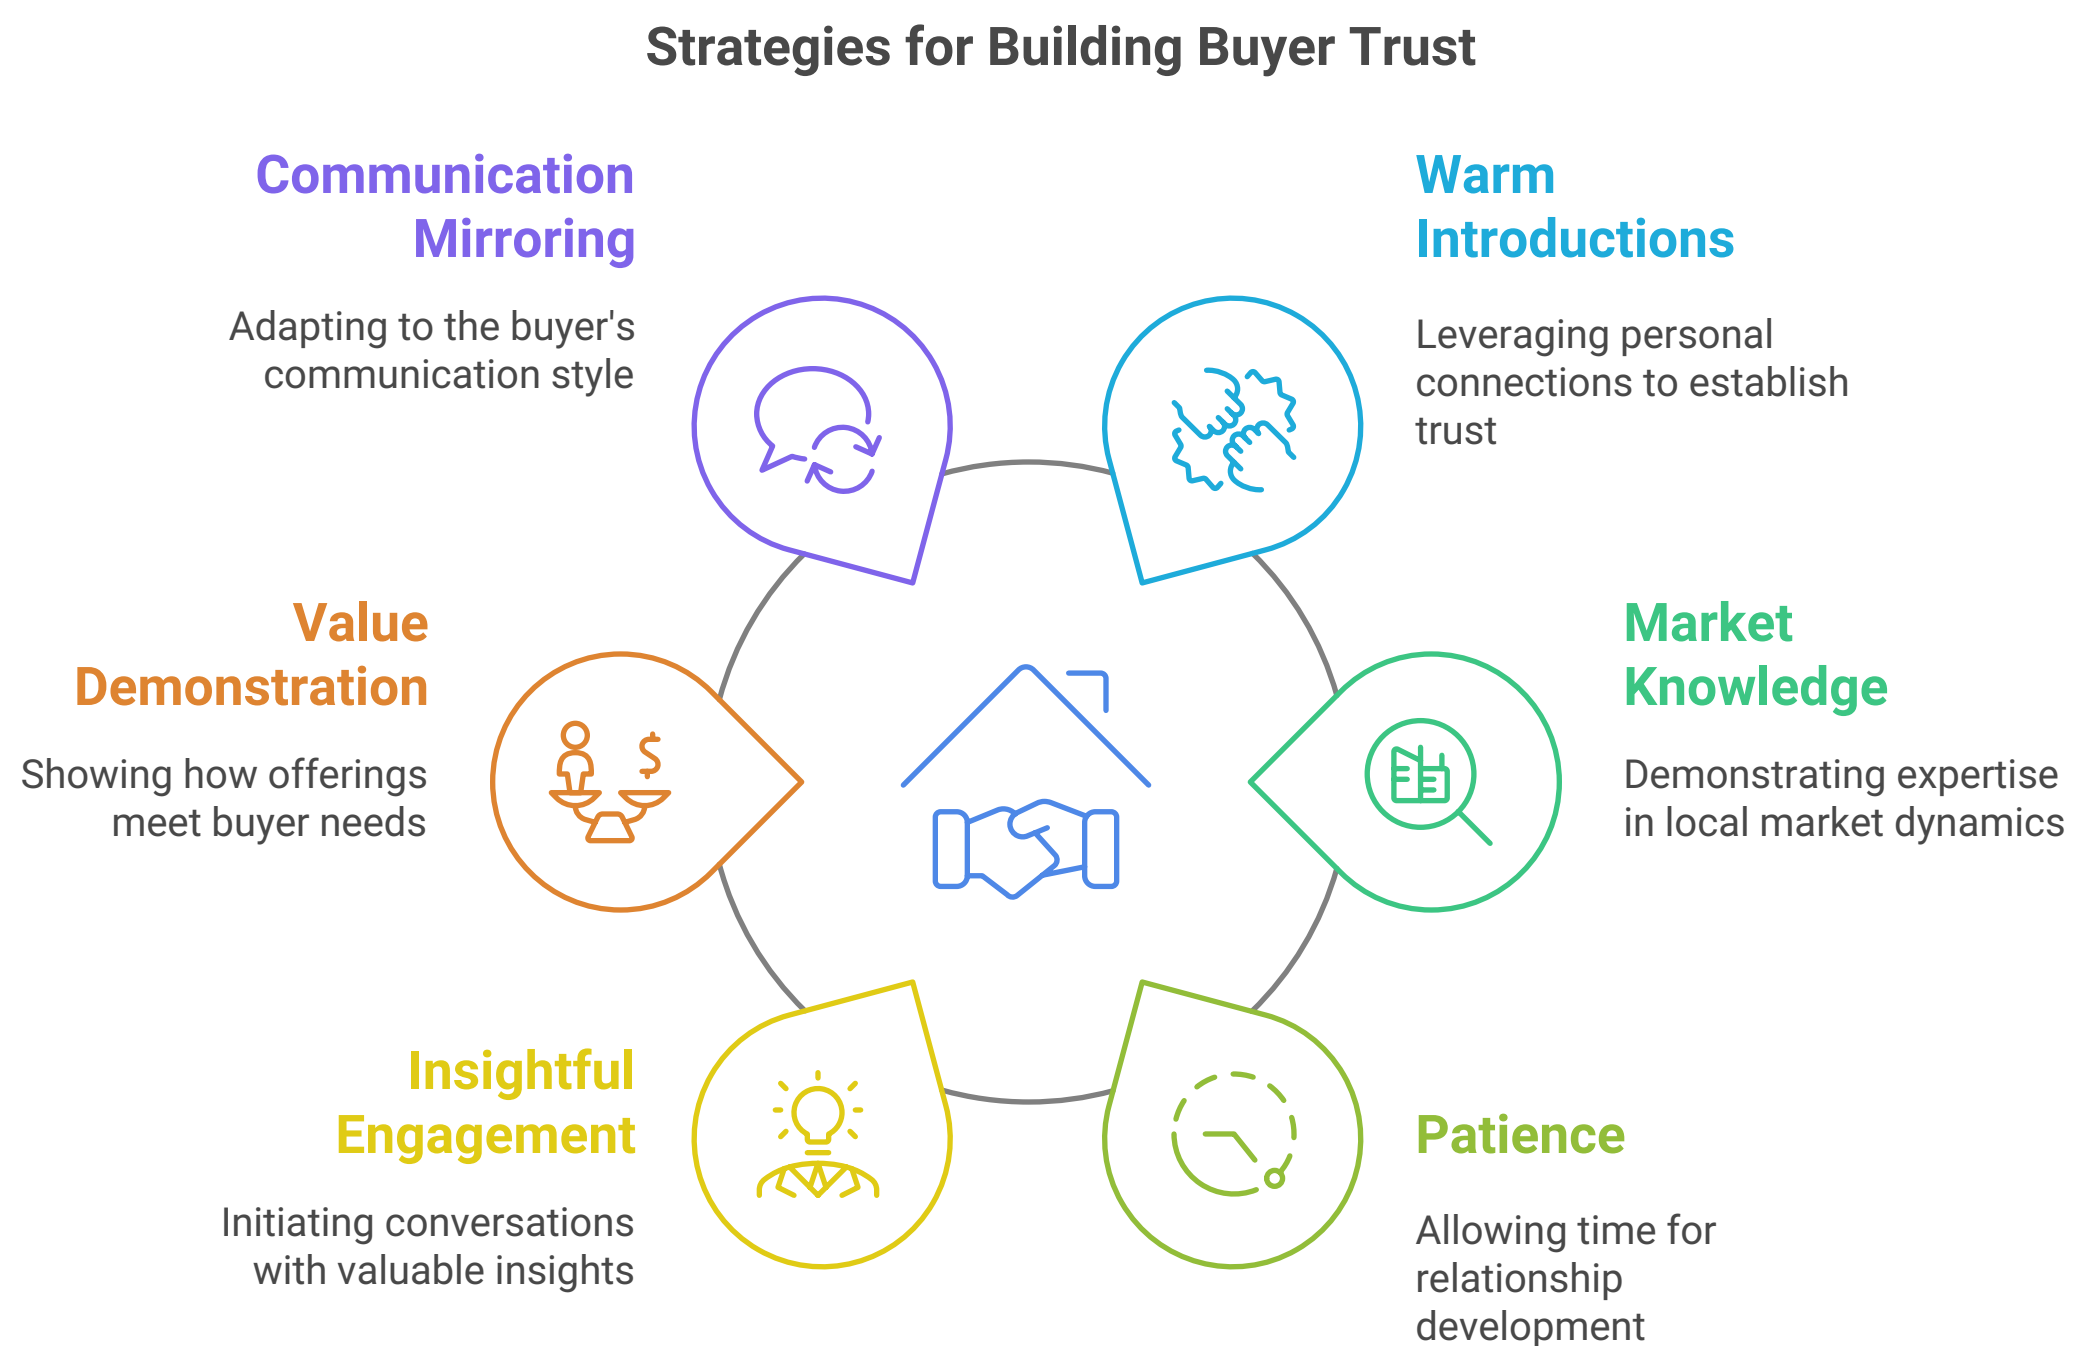 Strategies for Building Buyer Trust
Communication
Mirroring
Adapting to the buyer's
communication style
Warm
Introductions
Leveraging personal
connections to establish
trust
Value
Demonstration
Showing how offerings
meet buyer needs
$
Market
Knowledge
Demonstrating expertise
in local market dynamics
Insightful
Engagement
Initiating conversations
with valuable insights
Patience
Allowing time for
relationship
development